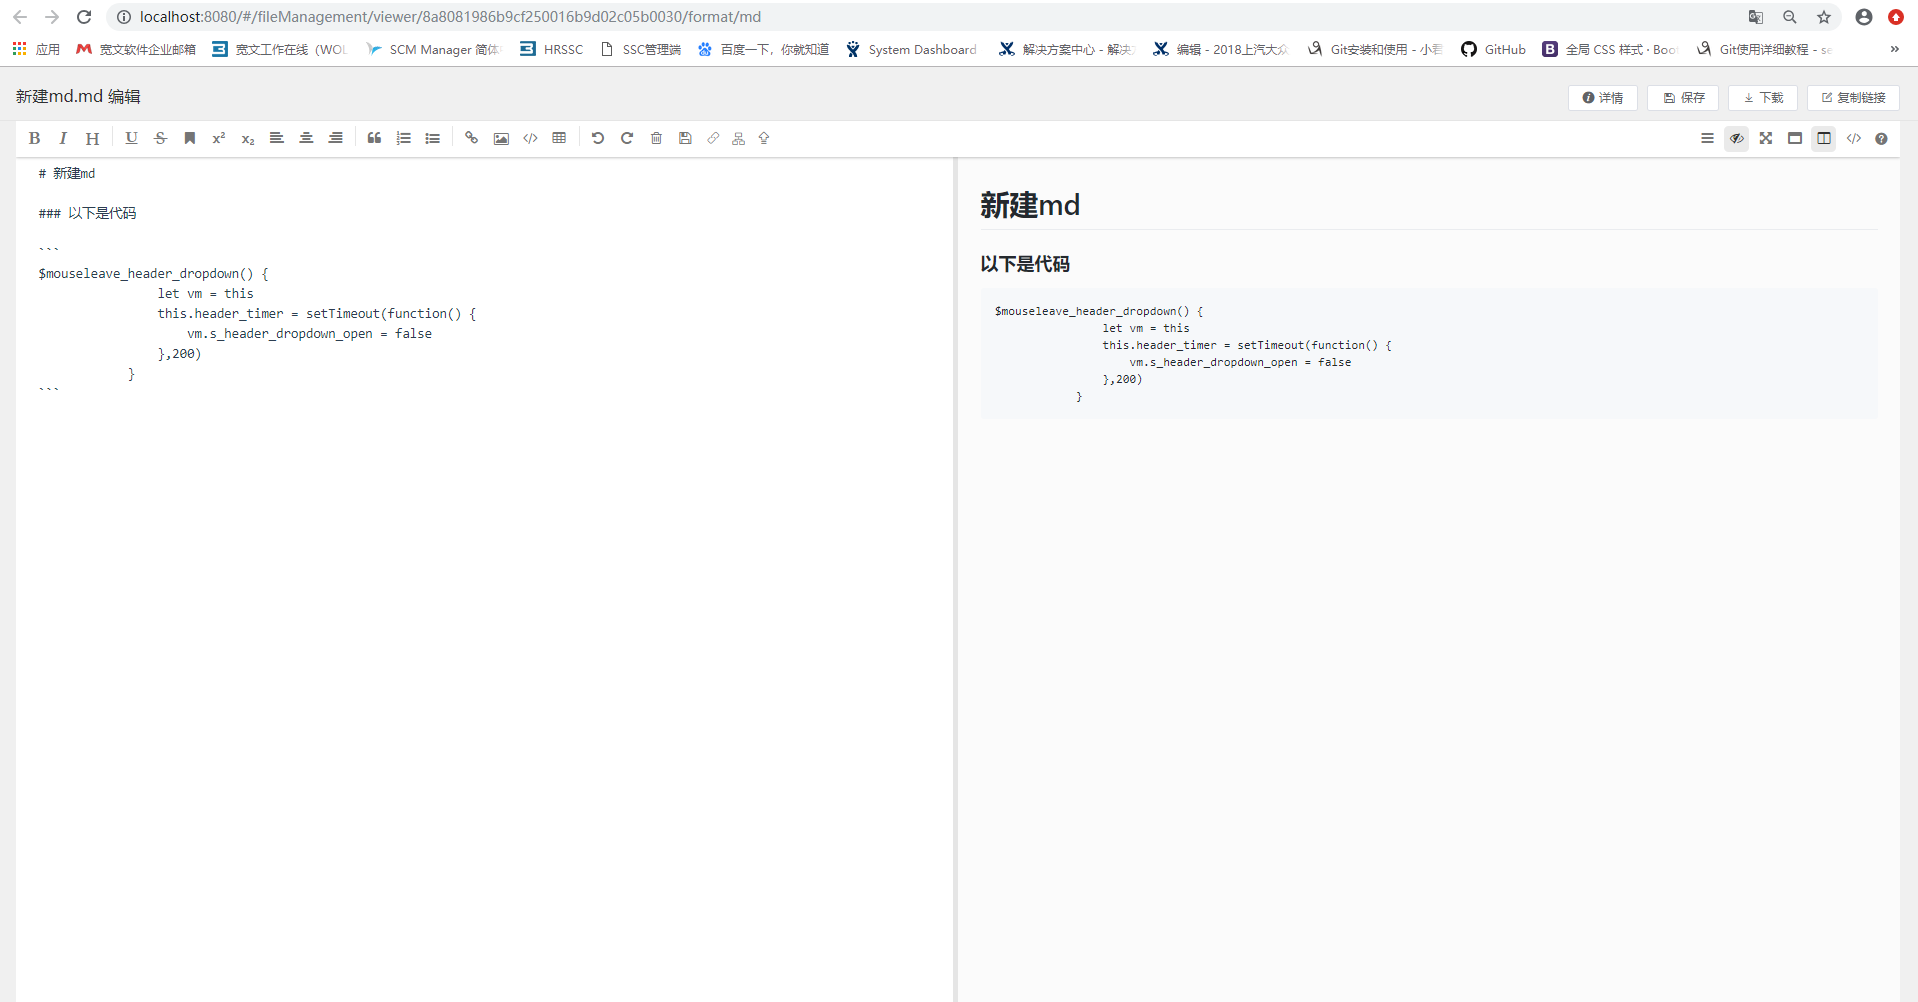 localhost:8080/#/fileManagement/viewer/8a8081986b9cf250016b9d02c05b0030/format/md
应用 宽文软件企业邮箱 宽文工作在线（WOL SCM Manager 简体 HRSSC SSC管理端 百度一下，你就知道 System Dashboard 解决方案中心 - 解决 编辑 - 2018上汽大众 Git安装和使用 - 小 GitHub 全局 CSS 样式 · Boo Git使用详细教程 - se »
新建md.md 编辑
详情 保存 下载 复制链接
B I H U S x² x₂
# 新建md
### 以下是代码
```
$mouseleave_header_dropdown() {
let vm = this
this.header_timer = setTimeout(function() {
vm.s_header_dropdown_open = false
},200)
}
```
新建md
以下是代码
$mouseleave_header_dropdown() {
let vm = this
this.header_timer = setTimeout(function() {
vm.s_header_dropdown_open = false
},200)
}